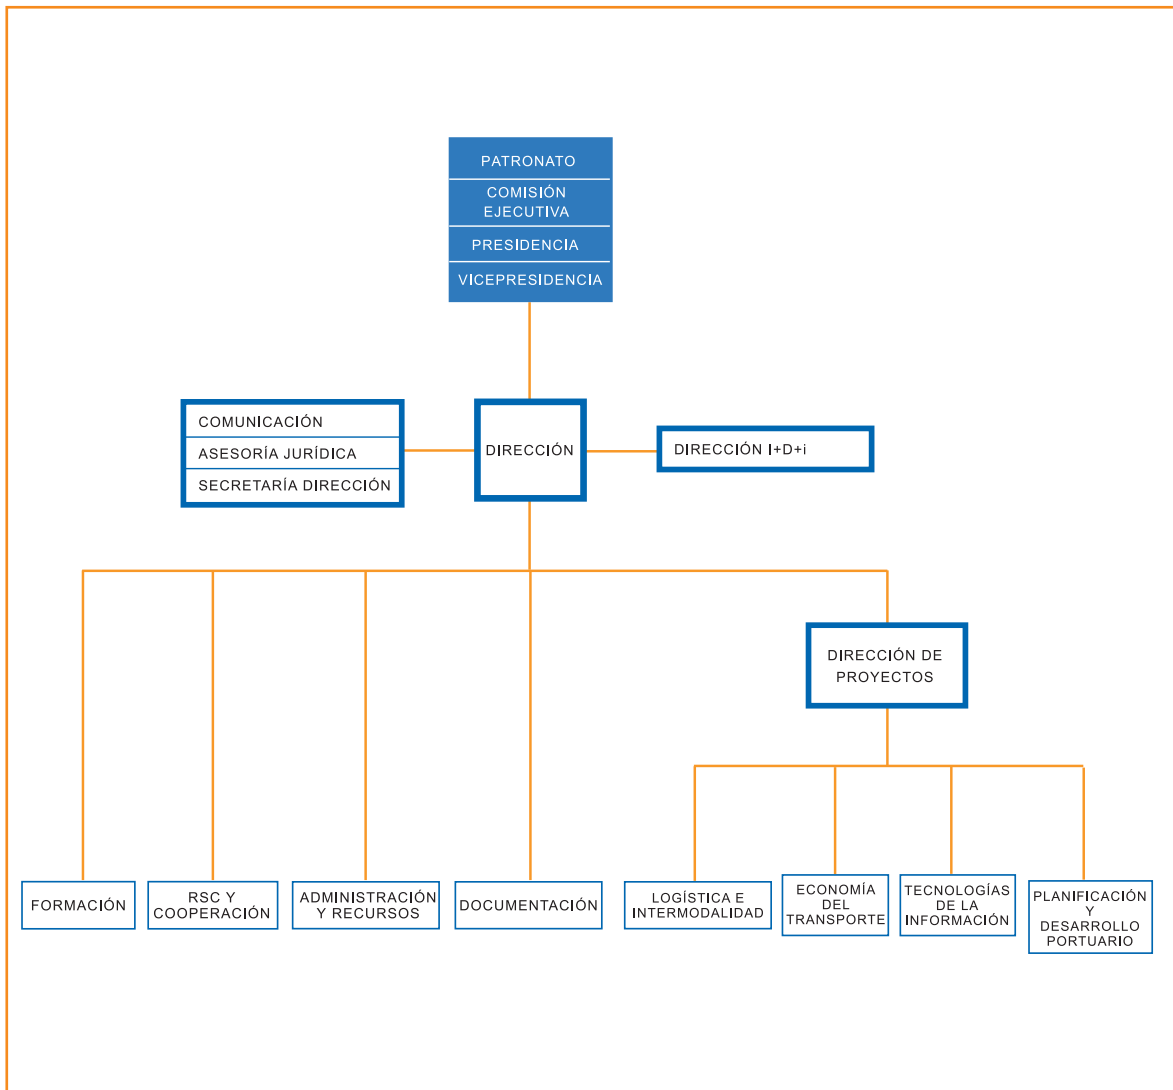 PATRONATO
COMISIÓN
EJECUTIVA
PRESIDENCIA
VICEPRESIDENCIA
COMUNICACIÓN
ASESORÍA JURÍDICA
SECRETARÍA DIRECCIÓN
DIRECCIÓN
DIRECCIÓN I+D+i
DIRECCIÓN DE
PROYECTOS
FORMACIÓN
RSC Y
COOPERACIÓN
ADMINISTRACIÓN
Y RECURSOS
DOCUMENTACIÓN
LOGÍSTICA E
INTERMODALIDAD
ECONOMÍA
DEL
TRANSPORTE
TECNOLOGÍAS
DE LA
INFORMACIÓN
PLANIFICACIÓN
Y
DESARROLLO
PORTUARIO